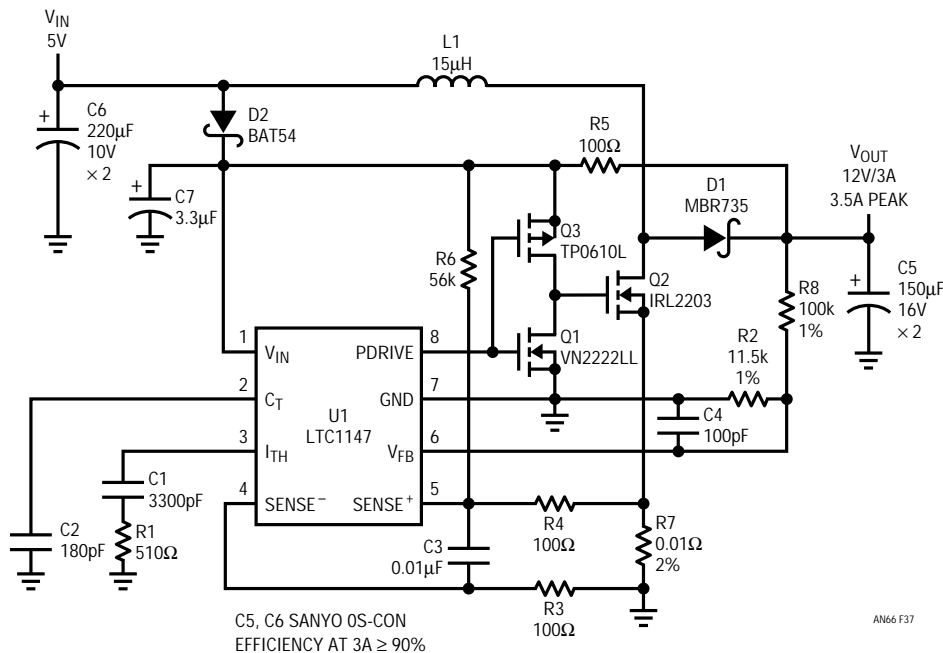 VIN
5V
L1
15µH
C6
220µF
10V
× 2
D2
BAT54
R5
100Ω
VOUT
12V/3A
3.5A PEAK
C7
3.3µF
D1
MBR735
Q3
TP0610L
R6
56k
Q2
IRL2203
C5
150µF
16V
× 2
R8
100k
1%
Q1
VN2222LL
R2
11.5k
1%
1
VIN
PDRIVE
8
2
CT
GND
7
U1
LTC1147
C4
100pF
3
ITH
VFB
6
C1
3300pF
4
SENSE–
SENSE+
5
R4
100Ω
R7
0.01Ω
2%
C2
180pF
R1
510Ω
C3
0.01µF
R3
100Ω
C5, C6 SANYO 0S-CON
EFFICIENCY AT 3A ≥ 90%
AN66 F37